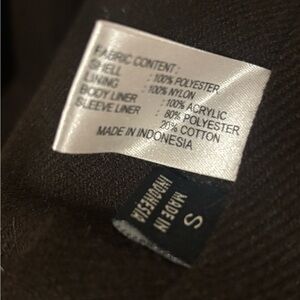 FABRIC CONTENT :
SHELL : 100% POLYESTER
LINING : 100% NYLON
BODY LINER : 100% ACRYLIC
SLEEVE LINER : 80% POLYESTER
20% COTTON
MADE IN INDONESIA
S
MADE IN
INDONESIA